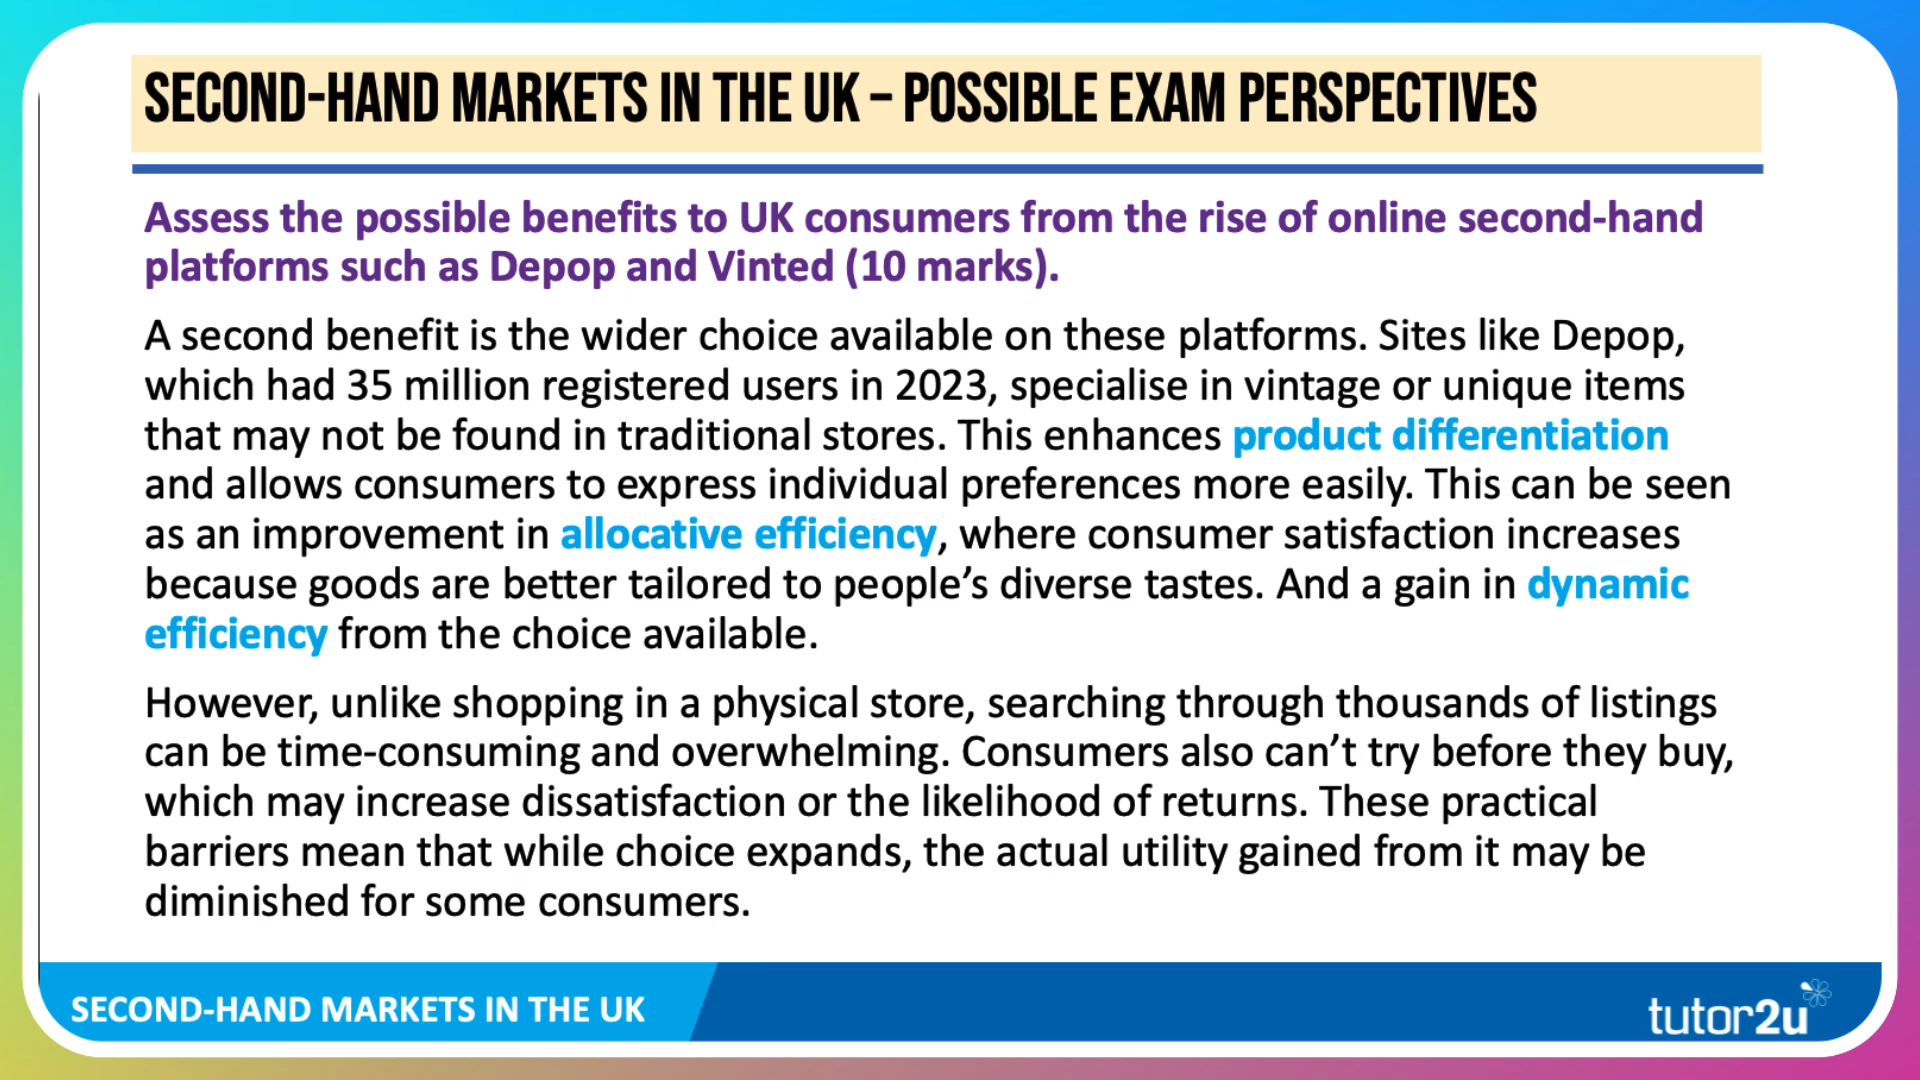 SECOND-HAND MARKETS IN THE UK – POSSIBLE EXAM PERSPECTIVES
Assess the possible benefits to UK consumers from the rise of online second-hand
platforms such as Depop and Vinted (10 marks).
A second benefit is the wider choice available on these platforms. Sites like Depop,
which had 35 million registered users in 2023, specialise in vintage or unique items
that may not be found in traditional stores. This enhances product differentiation
and allows consumers to express individual preferences more easily. This can be seen
as an improvement in allocative efficiency, where consumer satisfaction increases
because goods are better tailored to people’s diverse tastes. And a gain in dynamic
efficiency from the choice available.
However, unlike shopping in a physical store, searching through thousands of listings
can be time-consuming and overwhelming. Consumers also can’t try before they buy,
which may increase dissatisfaction or the likelihood of returns. These practical
barriers mean that while choice expands, the actual utility gained from it may be
diminished for some consumers.
SECOND-HAND MARKETS IN THE UK
tutor2u